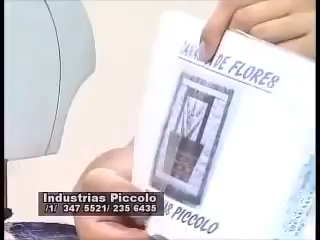 DE FLORES
PICCOLO
Industrias Piccolo
/1/ 347 5521/ 235 6435